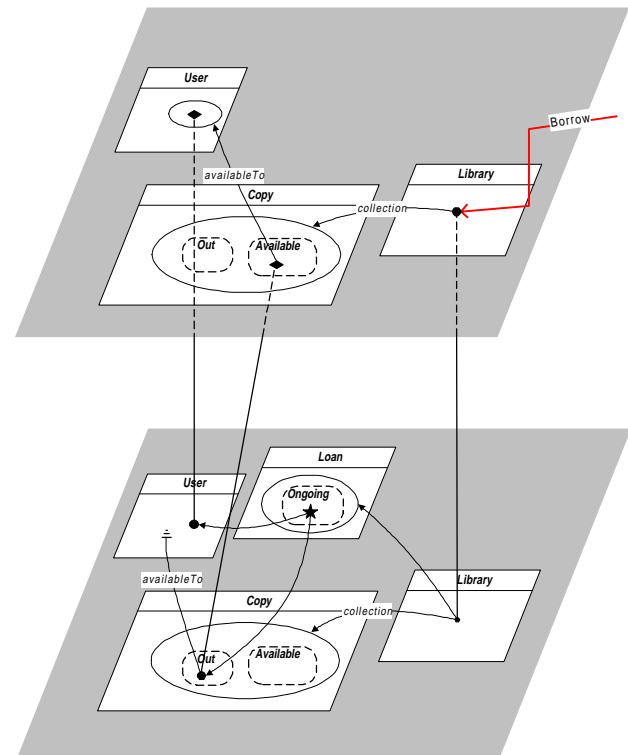 User
Borrow
availableTo
Library
Copy
collection
Out
Available
Loan
User
Ongoing
availableTo
Library
Copy
collection
Out
Available